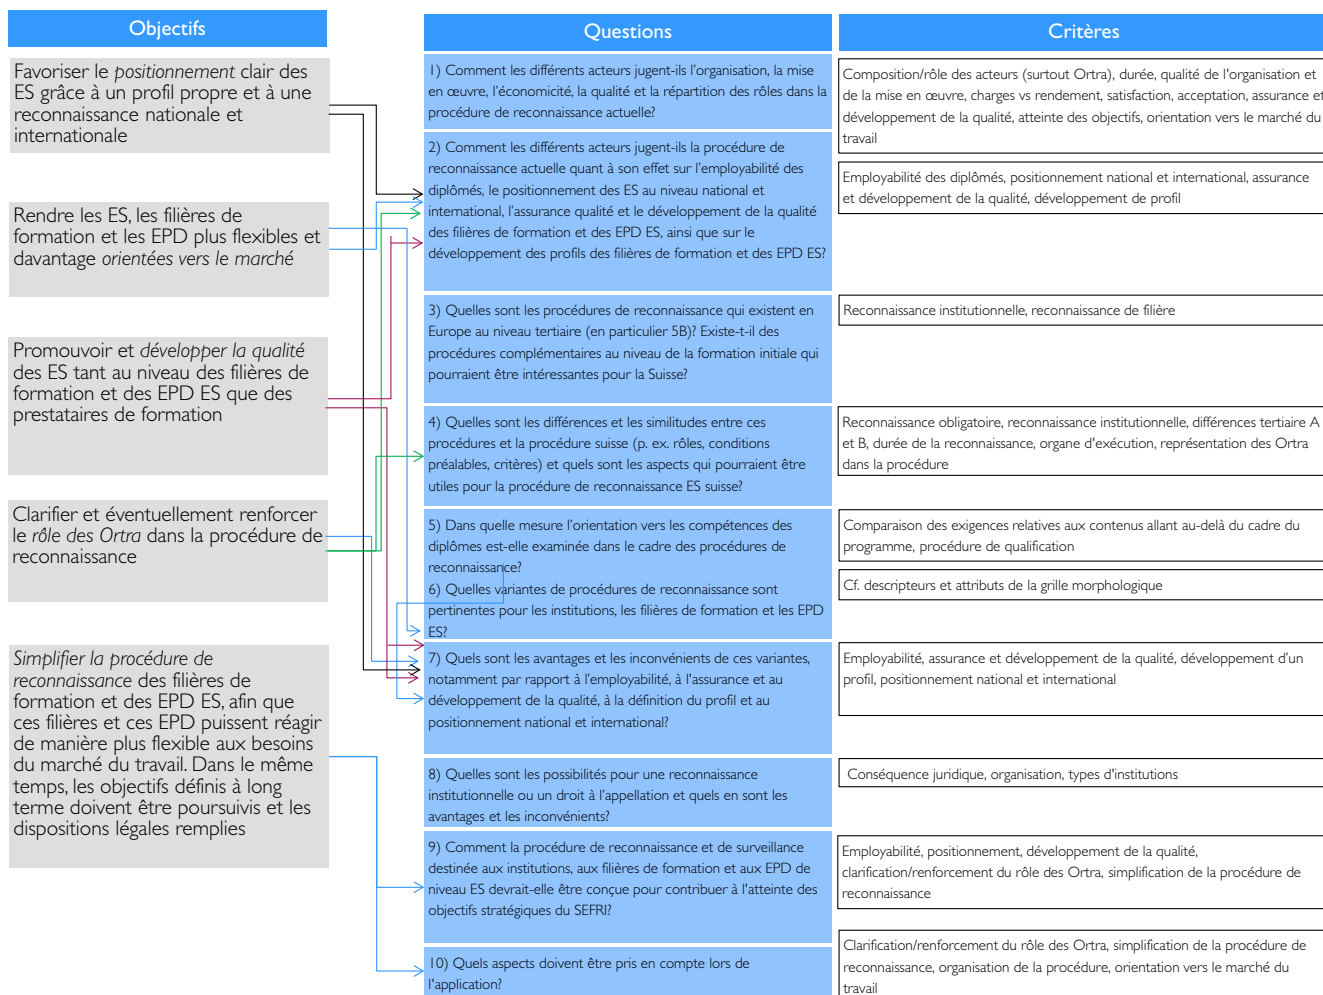 Objectifs
Favoriser le positionnement clair des
ES grâce à un profil propre et à une
reconnaissance nationale et
internationale
Rendre les ES, les filières de
formation et les EPD plus flexibles et
davantage orientées vers le marché
Promouvoir et développer la qualité
des ES tant au niveau des filières de
formation et des EPD ES que des
prestataires de formation
Clarifier et éventuellement renforcer
le rôle des Ortra dans la procédure de
reconnaissance
Simplifier la procédure de
reconnaissance des filières de
formation et des EPD ES, afin que
ces filières et ces EPD puissent réagir
de manière plus flexible aux besoins
du marché du travail. Dans le même
temps, les objectifs définis à long
terme doivent être poursuivis et les
dispositions légales remplies
Questions
1) Comment les différents acteurs jugent-ils l'organisation, la mise
en œuvre, l'économicité, la qualité et la répartition des rôles dans la
procédure de reconnaissance actuelle?
2) Comment les différents acteurs jugent-ils la procédure de
reconnaissance actuelle quant à son effet sur l'employabilité des
diplômés, le positionnement des ES au niveau national et
international, l'assurance qualité et le développement de la qualité
des filières de formation et des EPD ES, ainsi que sur le
développement des profils des filières de formation et des EPD ES?
3) Quelles sont les procédures de reconnaissance qui existent en
Europe au niveau tertiaire (en particulier 5B)? Existe-t-il des
procédures complémentaires au niveau de la formation initiale qui
pourraient être intéressantes pour la Suisse?
4) Quelles sont les différences et les similitudes entre ces
procédures et la procédure suisse (p. ex. rôles, conditions
préalables, critères) et quels sont les aspects qui pourraient être
utiles pour la procédure de reconnaissance ES suisse?
5) Dans quelle mesure l'orientation vers les compétences des
diplômes est-elle examinée dans le cadre des procédures de
reconnaissance?
6) Quelles variantes de procédures de reconnaissance sont
pertinentes pour les institutions, les filières de formation et les EPD
ES?
7) Quels sont les avantages et les inconvénients de ces variantes,
notamment par rapport à l'employabilité, à l'assurance et au
développement de la qualité, à la définition du profil et au
positionnement national et international?
8) Quelles sont les possibilités pour une reconnaissance
institutionnelle ou un droit à l'appellation et quels en sont les
avantages et les inconvénients?
9) Comment la procédure de reconnaissance et de surveillance
destinée aux institutions, aux filières de formation et aux EPD de
niveau ES devrait-elle être conçue pour contribuer à l'atteinte des
objectifs stratégiques du SEFRI?
10) Quels aspects doivent être pris en compte lors de
l'application?
Critères
Composition/rôle des acteurs (surtout Ortra), durée, qualité de l'organisation et
de la mise en œuvre, charges vs rendement, satisfaction, acceptation, assurance et
développement de la qualité, atteinte des objectifs, orientation vers le marché du
travail
Employabilité des diplômés, positionnement national et international, assurance
et développement de la qualité, développement de profil
Reconnaissance institutionnelle, reconnaissance de filière
Reconnaissance obligatoire, reconnaissance institutionnelle, différences tertiaire A
et B, durée de la reconnaissance, organe d'exécution, représentation des Ortra
dans la procédure
Comparaison des exigences relatives aux contenus allant au-delà du cadre du
programme, procédure de qualification
Cf. descripteurs et attributs de la grille morphologique
Employabilité, assurance et développement de la qualité, développement d'un
profil, positionnement national et international
Conséquence juridique, organisation, types d'institutions
Employabilité, positionnement, développement de la qualité,
clarification/renforcement du rôle des Ortra, simplification de la procédure de
reconnaissance
Clarification/renforcement du rôle des Ortra, simplification de la procédure de
reconnaissance, organisation de la procédure, orientation vers le marché du
travail